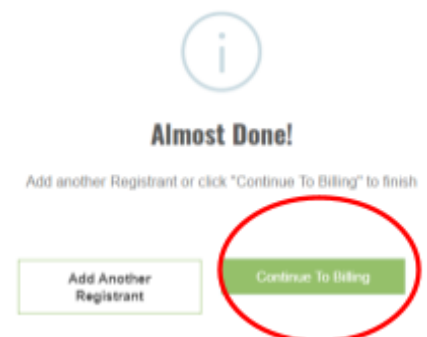 Almost Done!
Add another Registrant or click "Continue To Billing" to finish
Add Another
Registrant
Continue To Billing